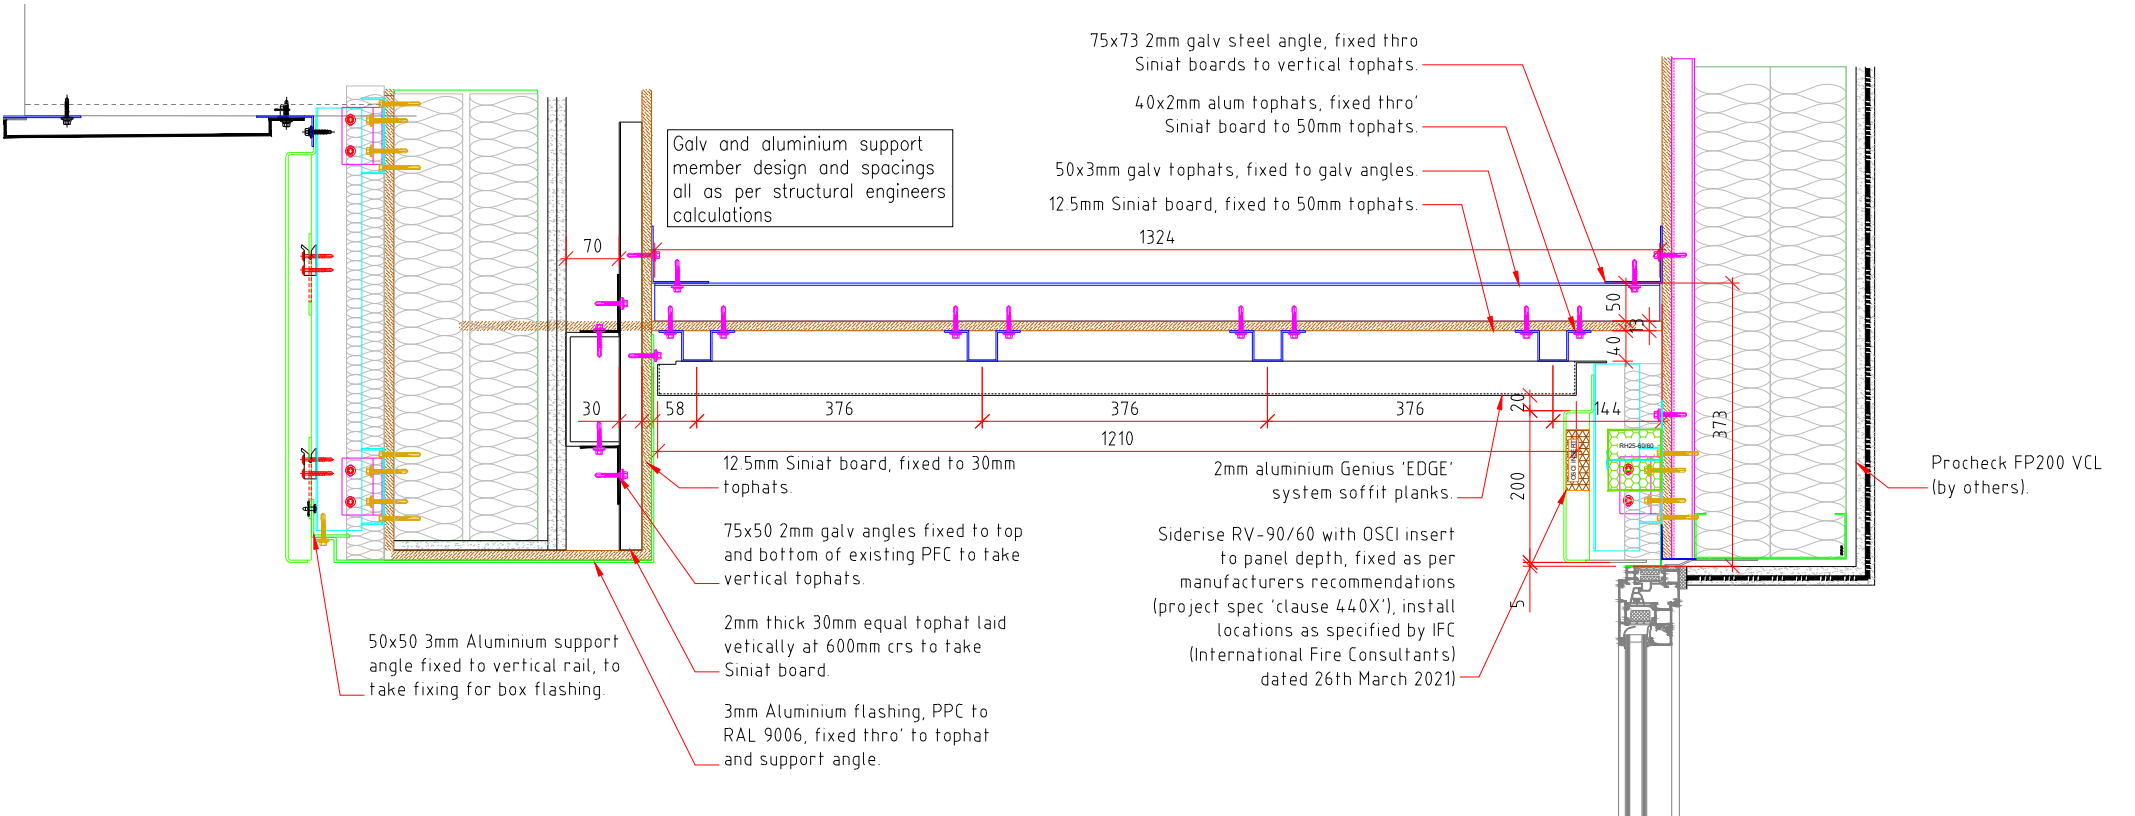 75x73 2mm galv steel angle, fixed thro
Siniat boards to vertical tophats.
40x2mm alum tophats, fixed thro'
Siniat board to 50mm tophats.
50x3mm galv tophats, fixed to galv angles.
12.5mm Siniat board, fixed to 50mm tophats.
Galv and aluminium support
member design and spacings
all as per structural engineers
calculations
70
1324
50
13
40
30
58
376
376
376
20
144
373
1210
200
5
RH25-60/60
OSCI INSERT
12.5mm Siniat board, fixed to 30mm
tophats.
75x50 2mm galv angles fixed to top
and bottom of existing PFC to take
vertical tophats.
2mm thick 30mm equal tophat laid
vetically at 600mm crs to take
Siniat board.
3mm Aluminium flashing, PPC to
RAL 9006, fixed thro' to tophat
and support angle.
50x50 3mm Aluminium support
angle fixed to vertical rail, to
take fixing for box flashing.
2mm aluminium Genius 'EDGE'
system soffit planks.
Siderise RV-90/60 with OSCI insert
to panel depth, fixed as per
manufacturers recommendations
(project spec 'clause 440X'), install
locations as specified by IFC
(International Fire Consultants)
dated 26th March 2021)
Procheck FP200 VCL
(by others).